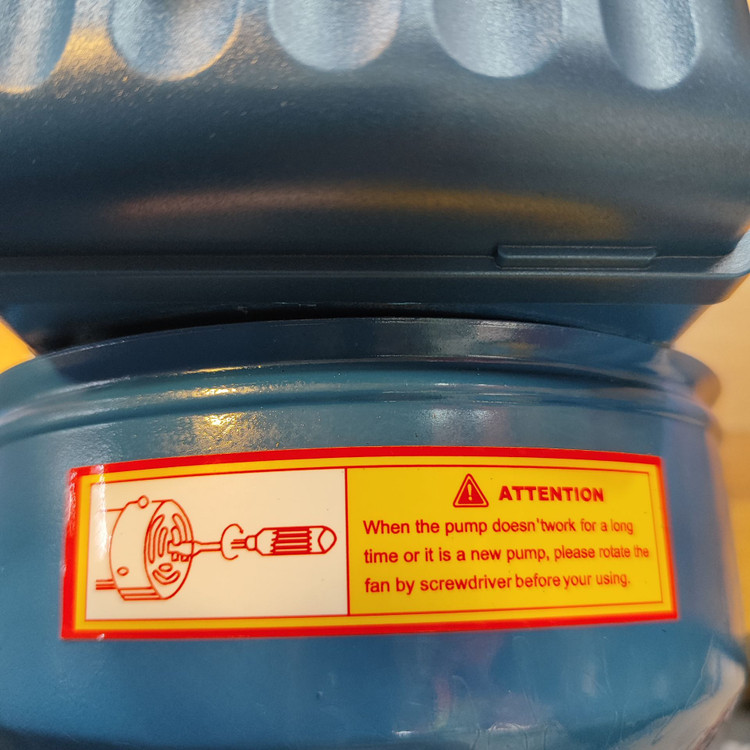 ATTENTION
When the pump doesn'twork for a long
time or it is a new pump, please rotate the
fan by screwdriver before your using.